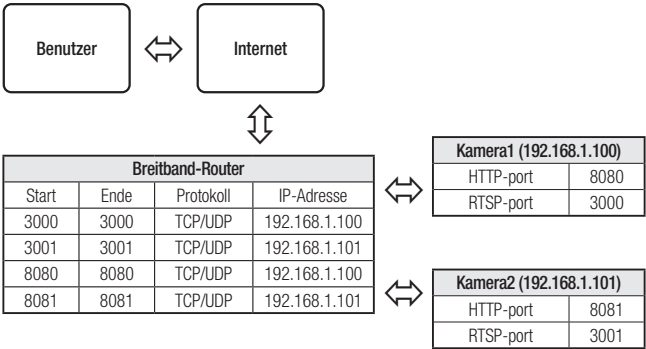 Benutzer
Internet
Breitband-Router
Start Ende Protokoll IP-Adresse
3000 3000 TCP/UDP 192.168.1.100
3001 3001 TCP/UDP 192.168.1.101
8080 8080 TCP/UDP 192.168.1.100
8081 8081 TCP/UDP 192.168.1.101
Kamera1 (192.168.1.100)
HTTP-port 8080
RTSP-port 3000
Kamera2 (192.168.1.101)
HTTP-port 8081
RTSP-port 3001